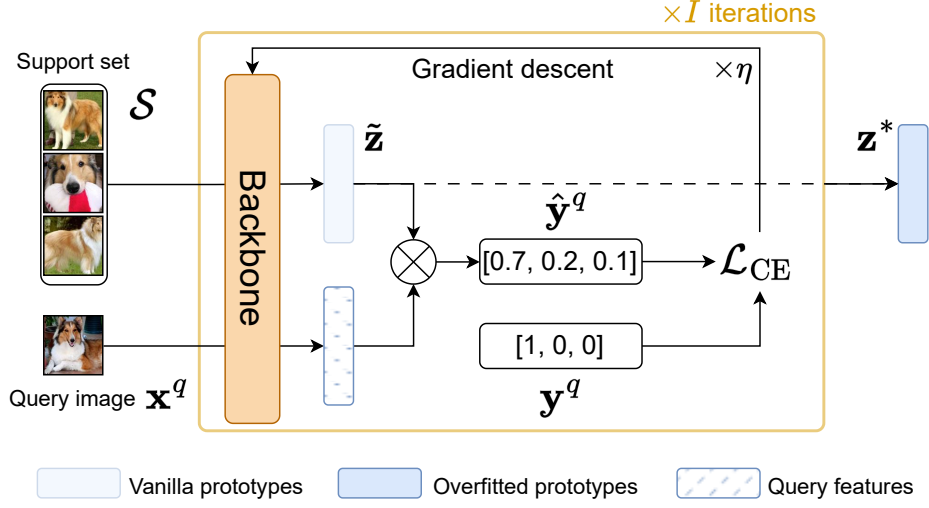 ×I iterations
Support set
S
Gradient descent
×η
Backbone
z̃
z*
ŷ^q
[0.7, 0.2, 0.1]
ℒ_CE
[1, 0, 0]
y^q
Query image x^q
Vanilla prototypes
Overfitted prototypes
Query features